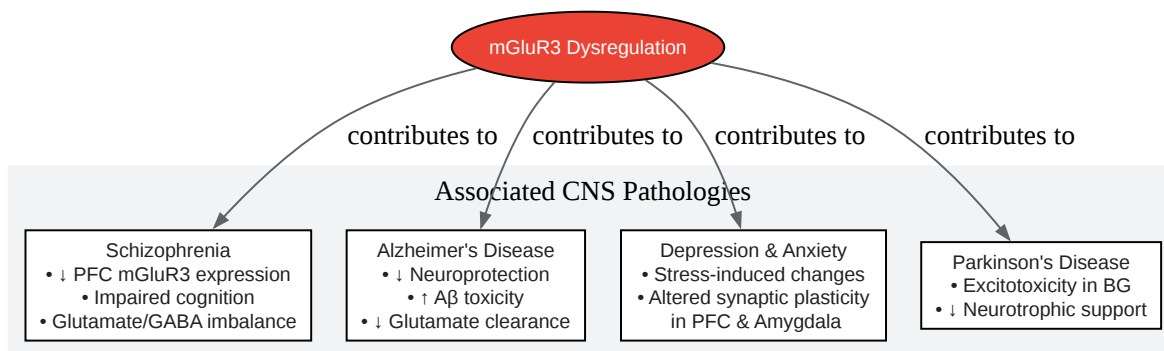 mGluR3 Dysregulation
contributes to
contributes to
contributes to
contributes to
Associated CNS Pathologies
Schizophrenia
• ↓ PFC mGluR3 expression
• Impaired cognition
• Glutamate/GABA imbalance
Alzheimer's Disease
• ↓ Neuroprotection
• ↑ Aβ toxicity
• ↓ Glutamate clearance
Depression & Anxiety
• Stress-induced changes
• Altered synaptic plasticity
in PFC & Amygdala
Parkinson's Disease
• Excitotoxicity in BG
• ↓ Neurotrophic support